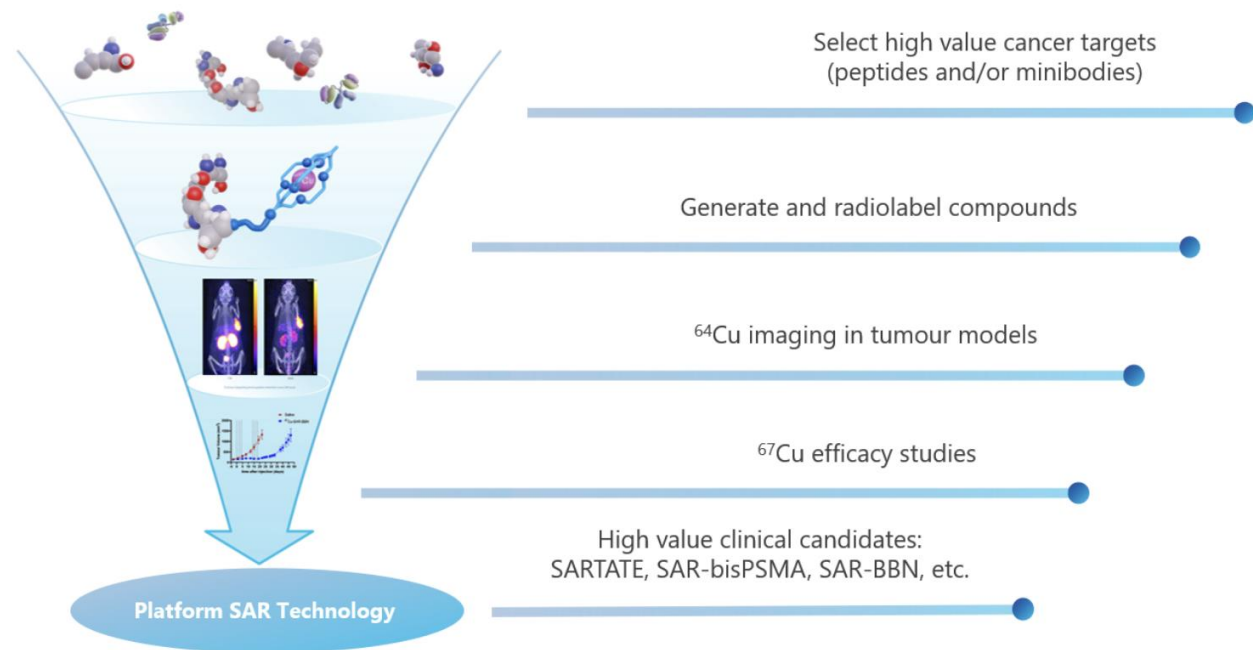 Select high value cancer targets
(peptides and/or minibodies)
Generate and radiolabel compounds
⁶⁴Cu imaging in tumour models
⁶⁷Cu efficacy studies
High value clinical candidates:
SARTATE, SAR-bisPSMA, SAR-BBN, etc.
Platform SAR Technology